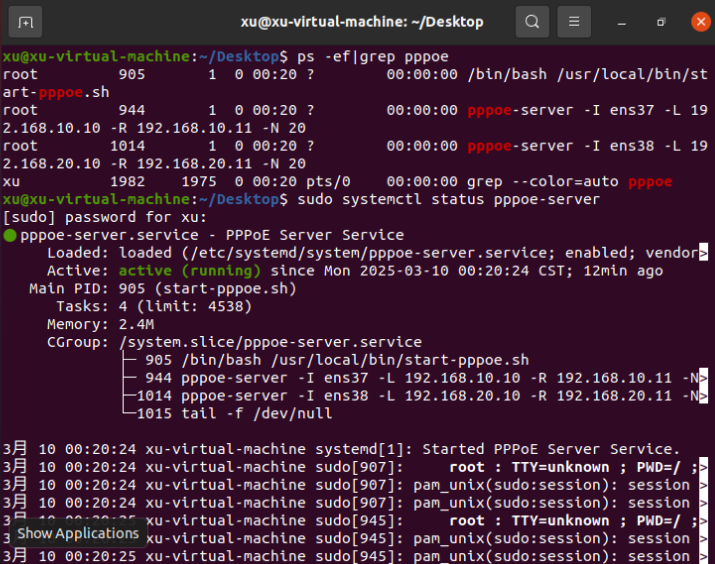 xu@xu-virtual-machine: ~/Desktop
xu@xu-virtual-machine:~/Desktop$ ps -ef|grep pppoe
root 905 1 0 00:20 ? 00:00:00 /bin/bash /usr/local/bin/st
art-pppoe.sh
root 944 1 0 00:20 ? 00:00:00 pppoe-server -I ens37 -L 19
2.168.10.10 -R 192.168.10.11 -N 20
root 1014 1 0 00:20 ? 00:00:00 pppoe-server -I ens38 -L 19
2.168.20.10 -R 192.168.20.11 -N 20
xu 1982 1975 0 00:20 pts/0 00:00:00 grep --color=auto pppoe
xu@xu-virtual-machine:~/Desktop$ sudo systemctl status pppoe-server
[sudo] password for xu:
● pppoe-server.service - PPPoE Server Service
Loaded: loaded (/etc/systemd/system/pppoe-server.service; enabled; vendor>
Active: active (running) since Mon 2025-03-10 00:20:24 CST; 12min ago
Main PID: 905 (start-pppoe.sh)
Tasks: 4 (limit: 4538)
Memory: 2.4M
CGroup: /system.slice/pppoe-server.service
├─ 905 /bin/bash /usr/local/bin/start-pppoe.sh
├─ 944 pppoe-server -I ens37 -L 192.168.10.10 -R 192.168.10.11 -N>
├─1014 pppoe-server -I ens38 -L 192.168.20.10 -R 192.168.20.11 -N>
└─1015 tail -f /dev/null
3月 10 00:20:24 xu-virtual-machine systemd[1]: Started PPPoE Server Service.
3月 10 00:20:24 xu-virtual-machine sudo[907]: root : TTY=unknown ; PWD=/ ;>
3月 10 00:20:24 xu-virtual-machine sudo[907]: pam_unix(sudo:session): session >
3月 10 00:20:24 xu-virtual-machine sudo[907]: pam_unix(sudo:session): session >
3月 10 00:20:25 xu-virtual-machine sudo[945]: root : TTY=unknown ; PWD=/ ;>
Show Applications
xu-virtual-machine sudo[945]: pam_unix(sudo:session): session >
3月 10 00:20:25 xu-virtual-machine sudo[945]: pam_unix(sudo:session): session >